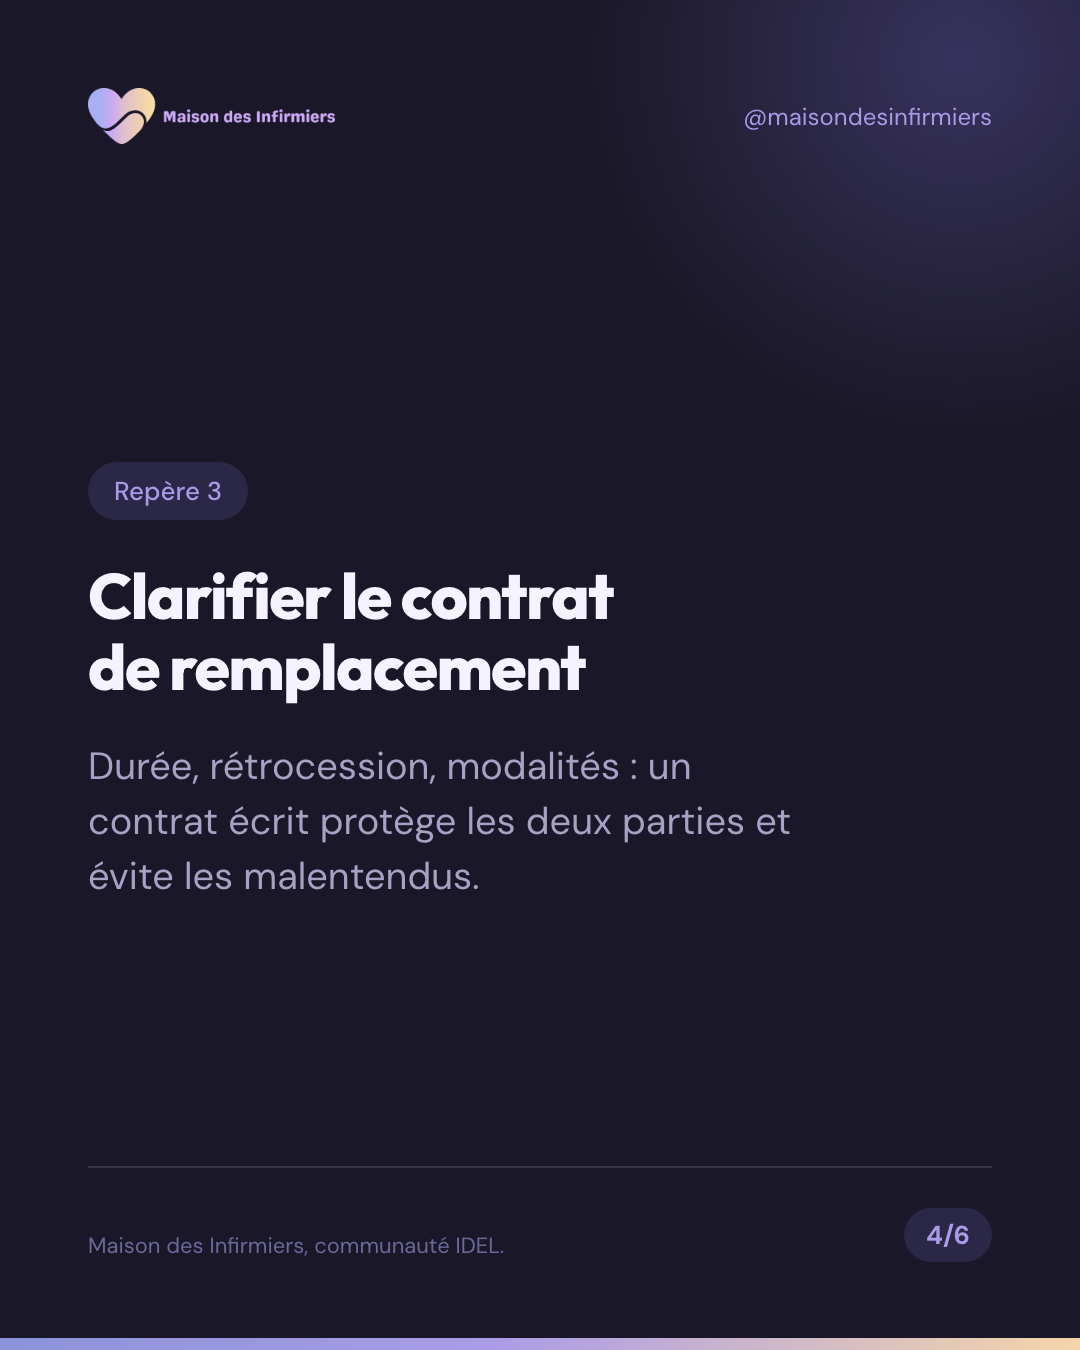 Maison des Infirmiers
@maisondesinfirmiers
Repère 3
Clarifier le contrat
de remplacement
Durée, rétrocession, modalités : un
contrat écrit protège les deux parties et
évite les malentendus.
Maison des Infirmiers, communauté IDEL.
4/6